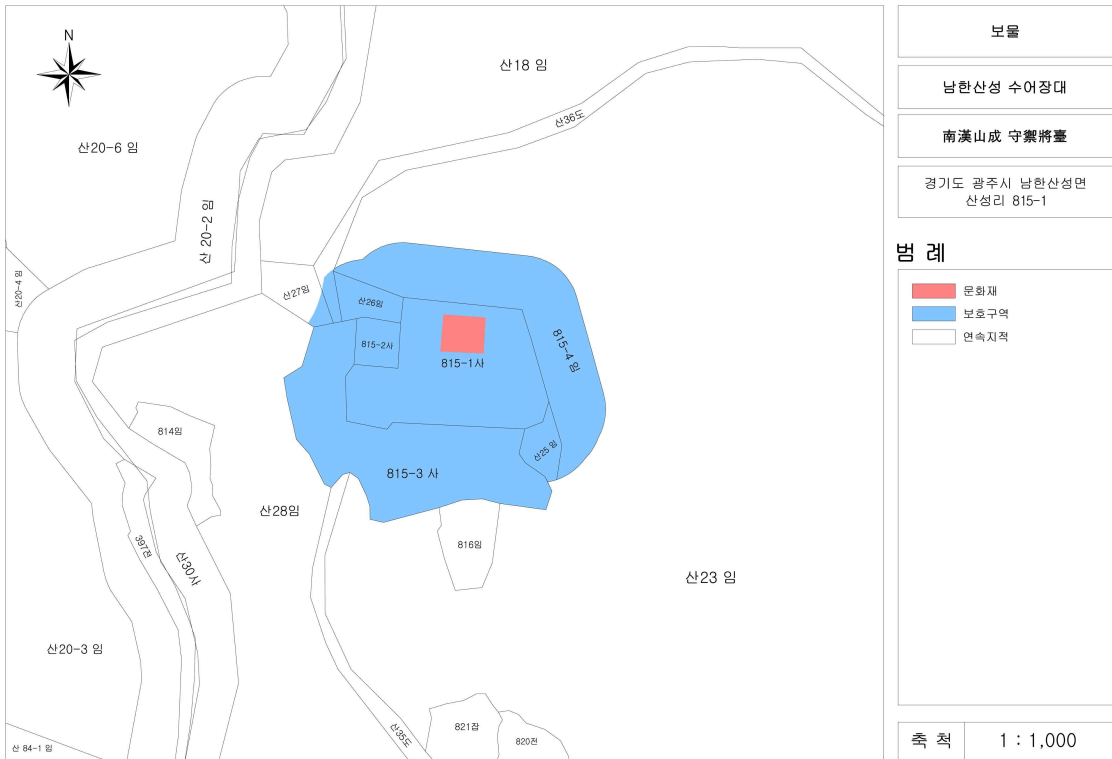 N
산18 임
산36도
산20-6 임
산 20-2 임
산20-4 임
산27임
산26임
815-2사
815-1사
815-4 임
산25 임
815-3 사
814임
산28임
397전
산30사
816임
산23 임
산20-3 임
산35도
821잡
820전
산 84-1 임
보물
남한산성 수어장대
南漢山成 守禦將臺
경기도 광주시 남한산성면
산성리 815-1
범 례
문화재
보호구역
연속지적
축 척 1 : 1,000